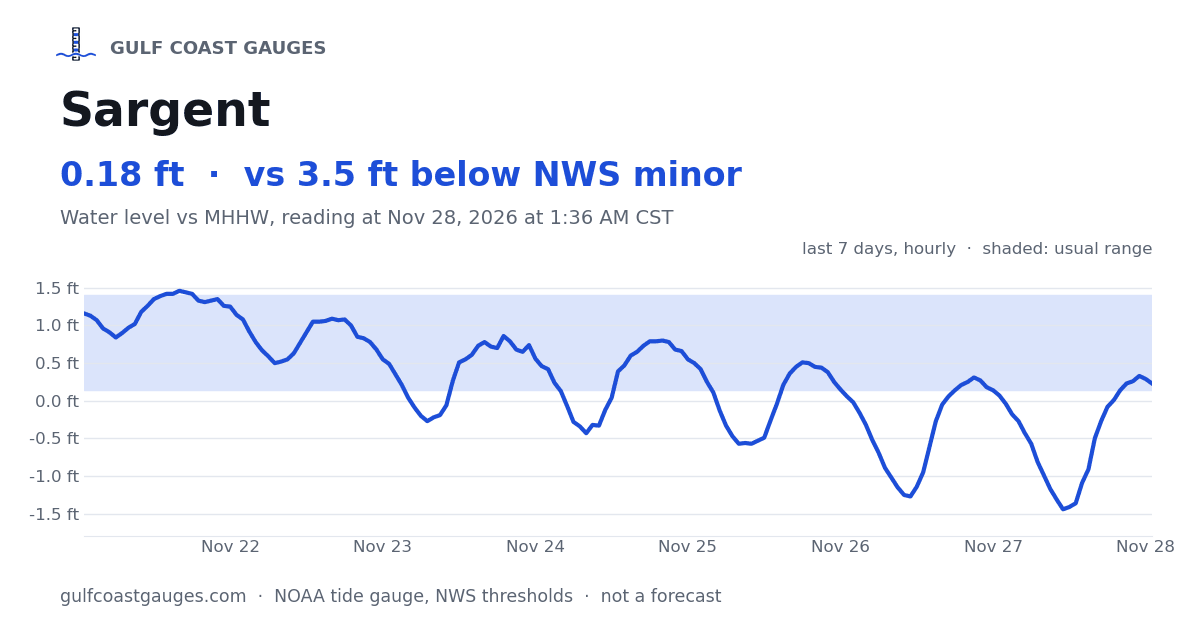 GULF COAST GAUGES
Sargent
0.18 ft · vs 3.5 ft below NWS minor
Water level vs MHHW, reading at Nov 28, 2026 at 1:36 AM CST
last 7 days, hourly · shaded: usual range
1.5 ft
1.0 ft
0.5 ft
0.0 ft
-0.5 ft
-1.0 ft
-1.5 ft
Nov 22 Nov 23 Nov 24 Nov 25 Nov 26 Nov 27 Nov 28
gulfcoastgauges.com · NOAA tide gauge, NWS thresholds · not a forecast